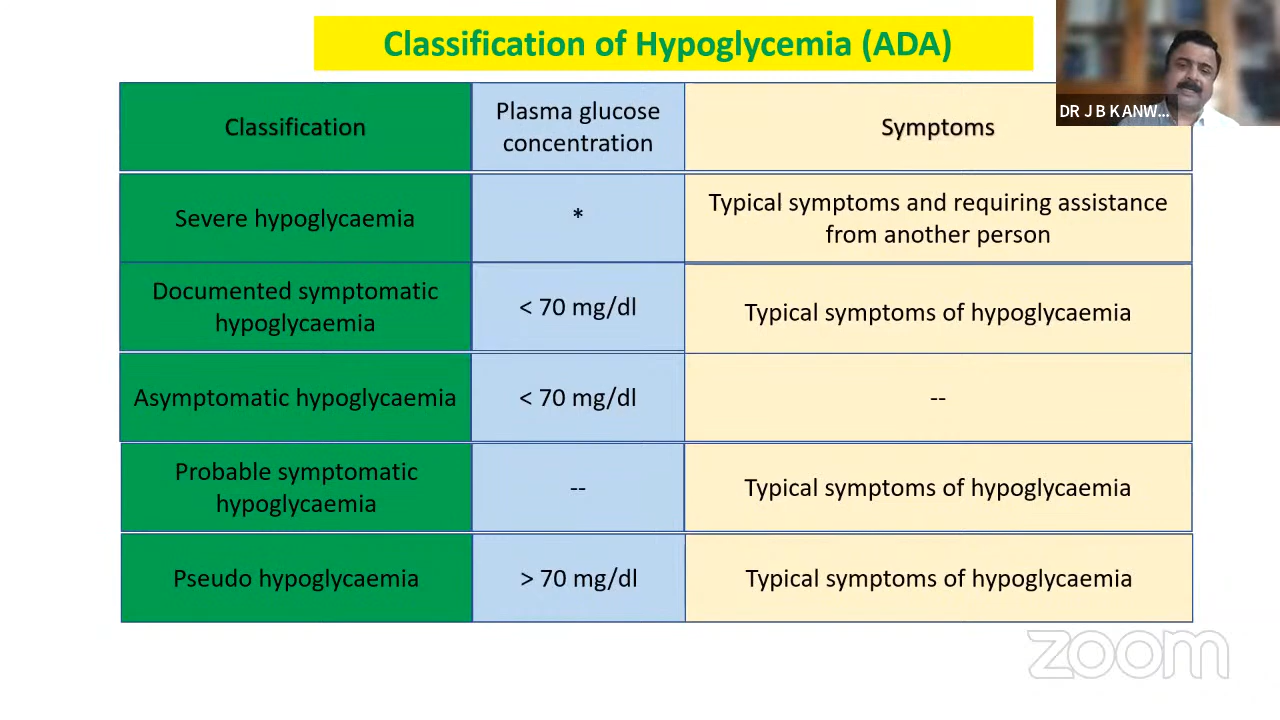 Classification of Hypoglycemia (ADA)
DR J B KANW...
Classification
Plasma glucose
concentration
Symptoms
Severe hypoglycaemia
*
Typical symptoms and requiring assistance
from another person
Documented symptomatic
hypoglycaemia
< 70 mg/dl
Typical symptoms of hypoglycaemia
Asymptomatic hypoglycaemia
< 70 mg/dl
--
Probable symptomatic
hypoglycaemia
--
Typical symptoms of hypoglycaemia
Pseudo hypoglycaemia
> 70 mg/dl
Typical symptoms of hypoglycaemia
zoom